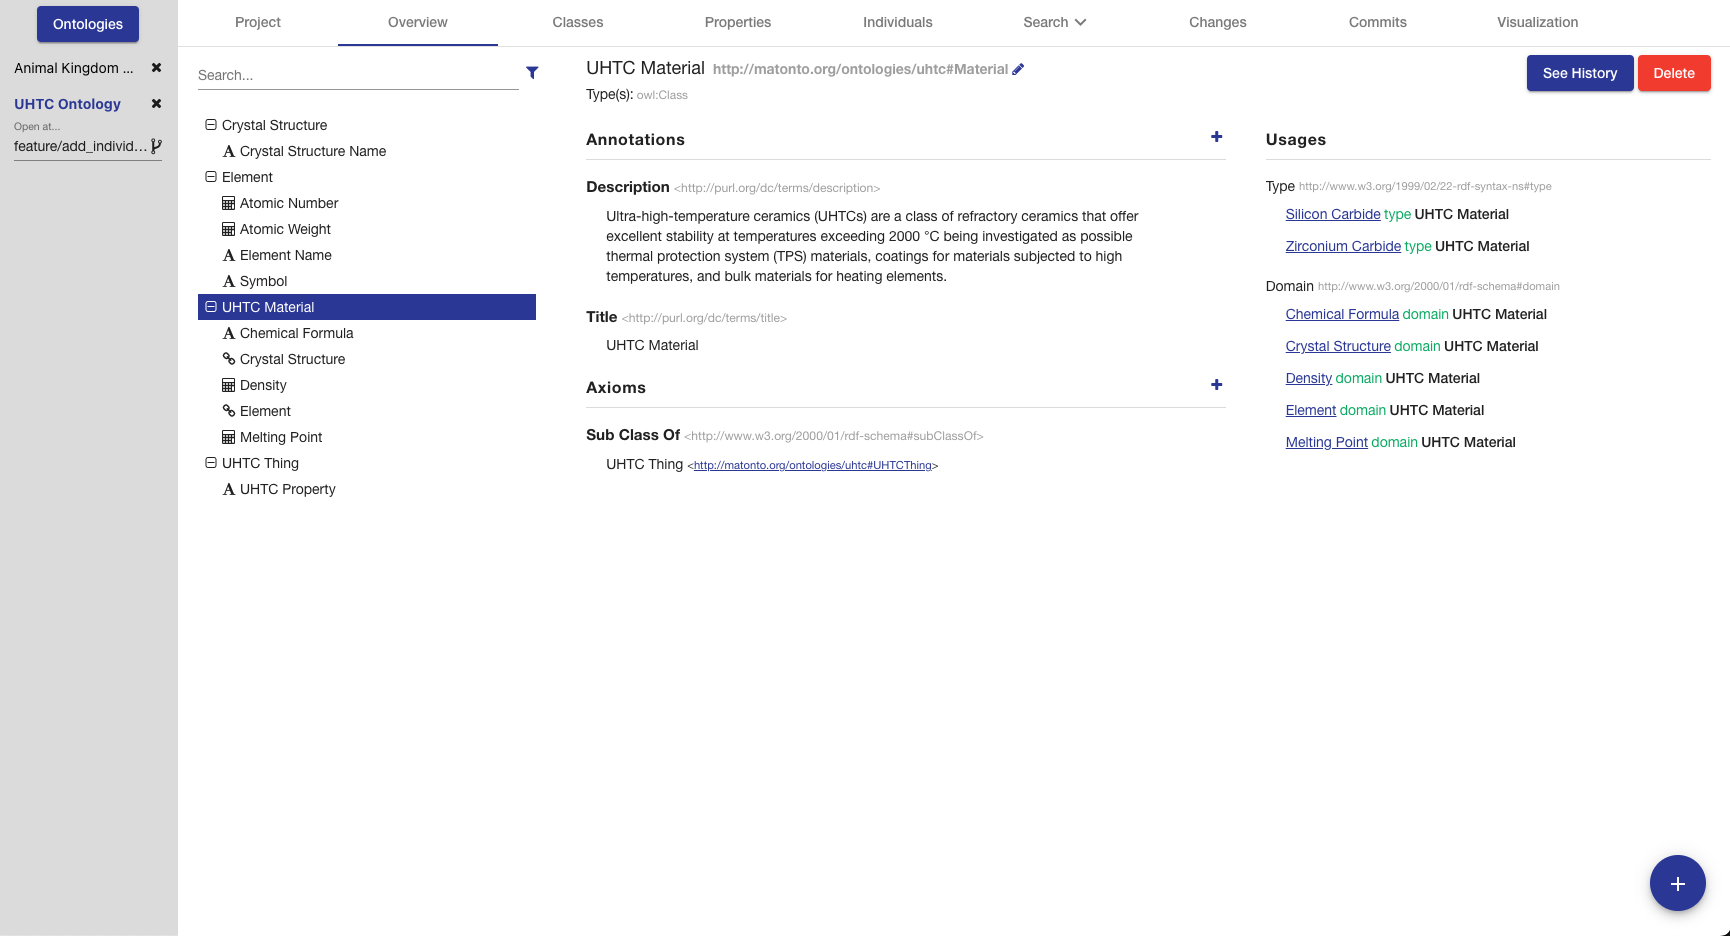 Ontologies
Animal Kingdom ...
UHTC Ontology
Open at...
feature/add_individ...
Project
Overview
Classes
Properties
Individuals
Search
Changes
Commits
Visualization
Search...
Crystal Structure
Crystal Structure Name
Element
Atomic Number
Atomic Weight
Element Name
Symbol
UHTC Material
Chemical Formula
Crystal Structure
Density
Element
Melting Point
UHTC Thing
UHTC Property
UHTC Material http://matonto.org/ontologies/uhtc#Material
Type(s): owl:Class
See History
Delete
Annotations
Description <http://purl.org/dc/terms/description>
Ultra-high-temperature ceramics (UHTCs) are a class of refractory ceramics that offer
excellent stability at temperatures exceeding 2000 °C being investigated as possible
thermal protection system (TPS) materials, coatings for materials subjected to high
temperatures, and bulk materials for heating elements.
Title <http://purl.org/dc/terms/title>
UHTC Material
Axioms
Sub Class Of <http://www.w3.org/2000/01/rdf-schema#subClassOf>
UHTC Thing <http://matonto.org/ontologies/uhtc#UHTCThing>
Usages
Type http://www.w3.org/1999/02/22-rdf-syntax-ns#type
Silicon Carbide type UHTC Material
Zirconium Carbide type UHTC Material
Domain http://www.w3.org/2000/01/rdf-schema#domain
Chemical Formula domain UHTC Material
Crystal Structure domain UHTC Material
Density domain UHTC Material
Element domain UHTC Material
Melting Point domain UHTC Material